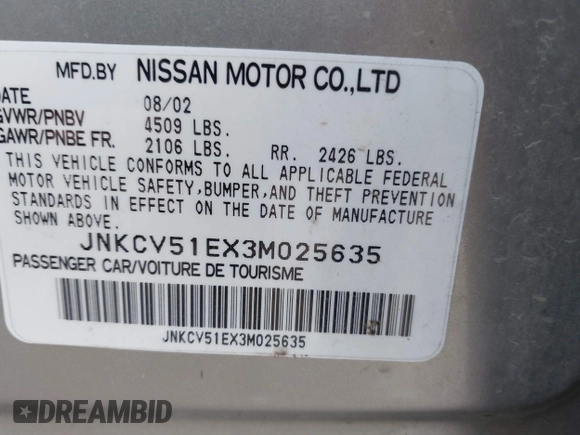 MFD.BY NISSAN MOTOR CO.,LTD
DATE 08/02
GVWR/PNBV 4509 LBS.
GAWR/PNBE FR. 2106 LBS. RR. 2426 LBS.
THIS VEHICLE CONFORMS TO ALL APPLICABLE FEDERAL
MOTOR VEHICLE SAFETY,BUMPER,AND THEFT PREVENTION
STANDARDS IN EFFECT ON THE DATE OF MANUFACTURE
SHOWN ABOVE.
JNKCV51EX3M025635
PASSENGER CAR/VOITURE DE TOURISME
JNKCV51EX3M025635
DREAMBID